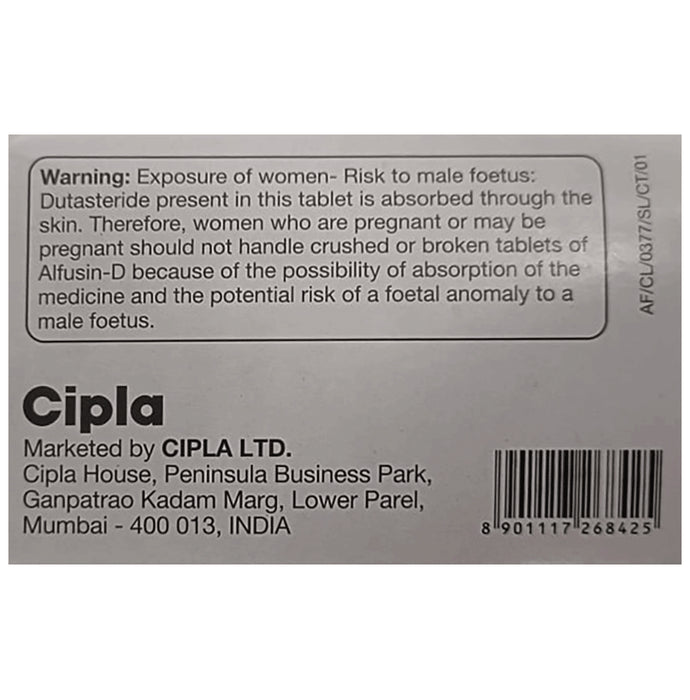 Warning: Exposure of women- Risk to male foetus:
Dutasteride present in this tablet is absorbed through the
skin. Therefore, women who are pregnant or may be
pregnant should not handle crushed or broken tablets of
Alfusin-D because of the possibility of absorption of the
medicine and the potential risk of a foetal anomaly to a
male foetus.
AF/CL/0377/SL/CT/01
Cipla
Marketed by CIPLA LTD.
Cipla House, Peninsula Business Park,
Ganpatrao Kadam Marg, Lower Parel,
Mumbai - 400 013, INDIA
8 901117 268425